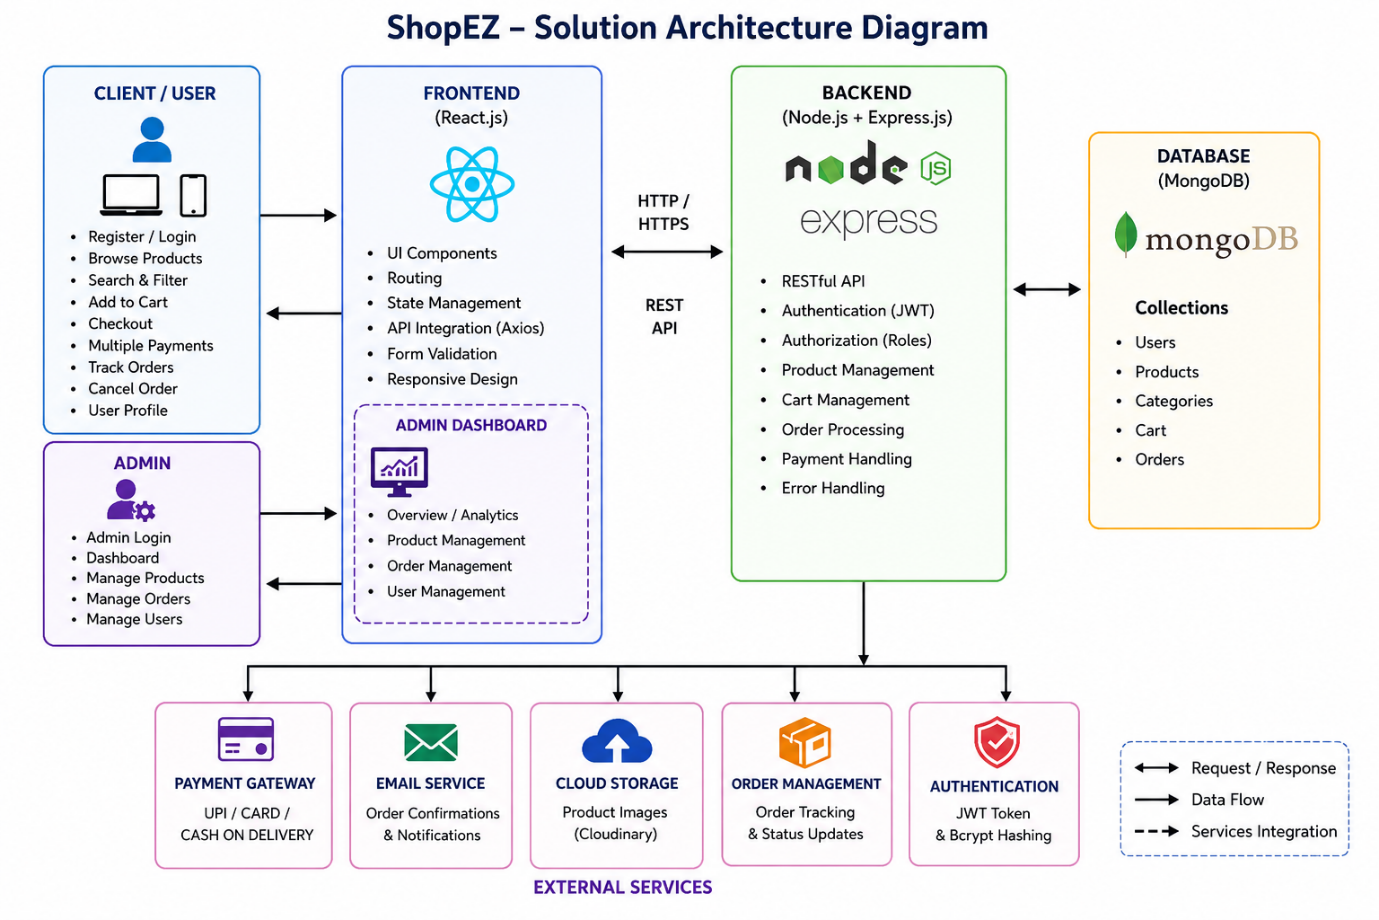 ShopEZ – Solution Architecture Diagram
CLIENT / USER
• Register / Login
• Browse Products
• Search & Filter
• Add to Cart
• Checkout
• Multiple Payments
• Track Orders
• Cancel Order
• User Profile
ADMIN
• Admin Login
• Dashboard
• Manage Products
• Manage Orders
• Manage Users
FRONTEND
(React.js)
• UI Components
• Routing
• State Management
• API Integration (Axios)
• Form Validation
• Responsive Design
ADMIN DASHBOARD
• Overview / Analytics
• Product Management
• Order Management
• User Management
HTTP /
HTTPS
REST
API
BACKEND
(Node.js + Express.js)
node JS
express
• RESTful API
• Authentication (JWT)
• Authorization (Roles)
• Product Management
• Cart Management
• Order Processing
• Payment Handling
• Error Handling
DATABASE
(MongoDB)
mongoDB
Collections
• Users
• Products
• Categories
• Cart
• Orders
PAYMENT GATEWAY
UPI / CARD /
CASH ON DELIVERY
EMAIL SERVICE
Order Confirmations
& Notifications
CLOUD STORAGE
Product Images
(Cloudinary)
ORDER MANAGEMENT
Order Tracking
& Status Updates
AUTHENTICATION
JWT Token
& Bcrypt Hashing
EXTERNAL SERVICES
Request / Response
Data Flow
Services Integration